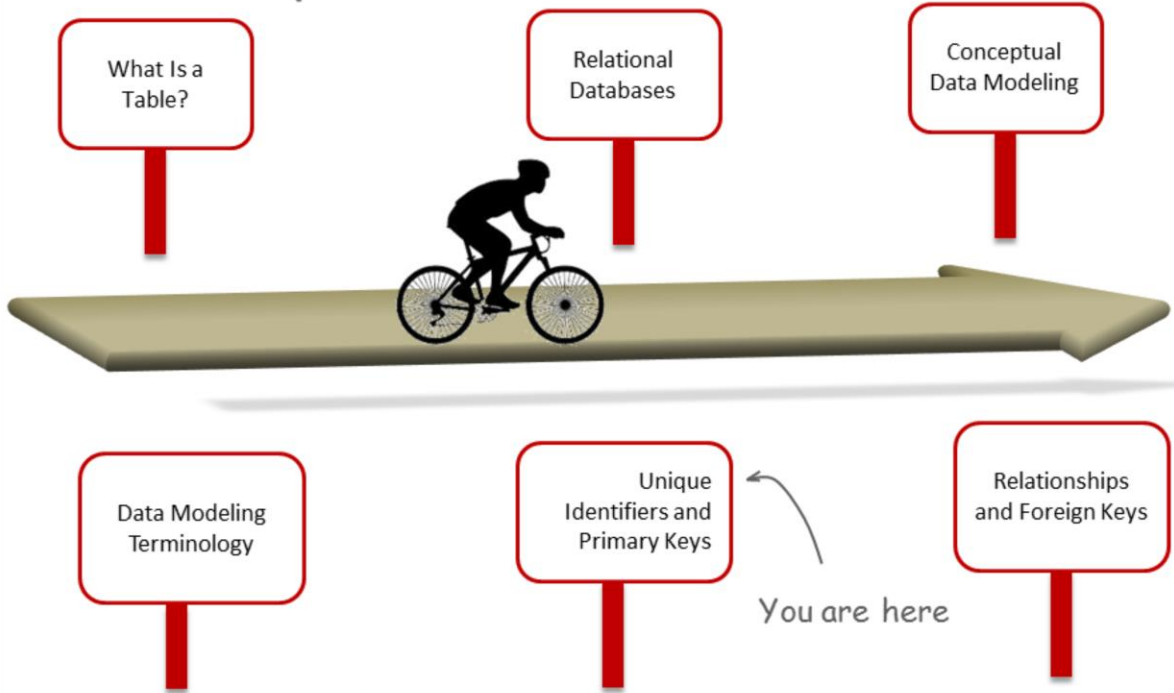 What Is a
Table?
Relational
Databases
Conceptual
Data Modeling
Data Modeling
Terminology
Unique
Identifiers and
Primary Keys
Relationships
and Foreign Keys
You are here